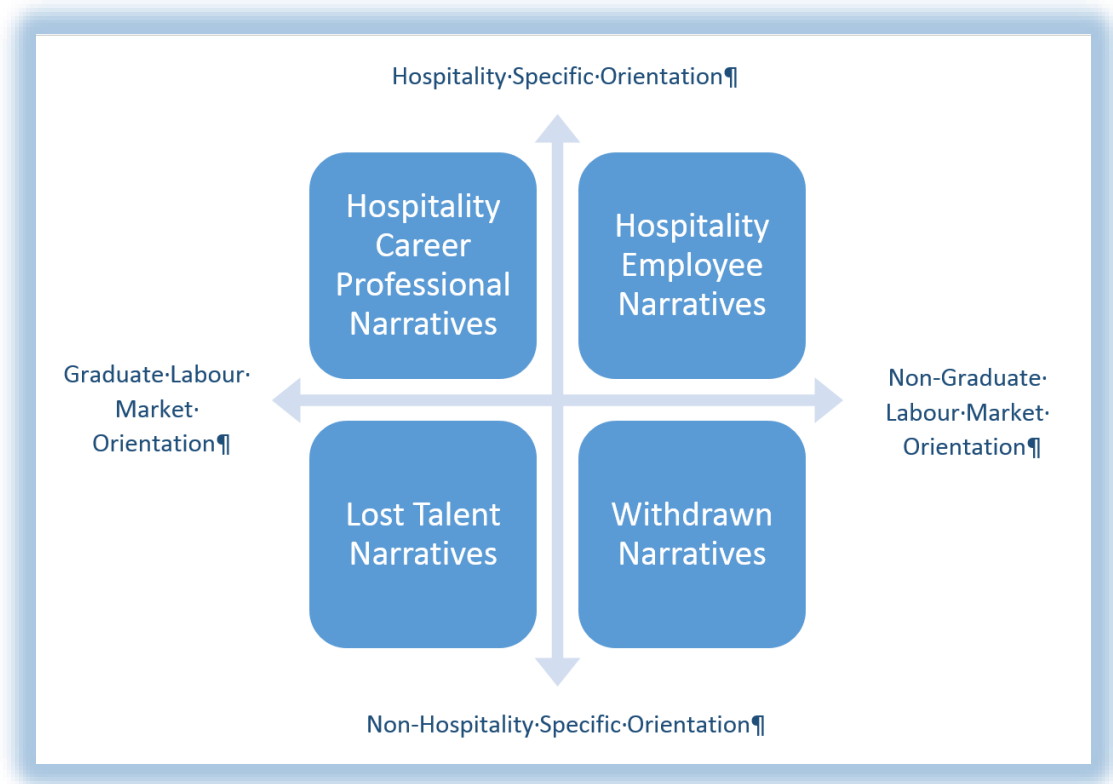 Hospitality·Specific·Orientation¶
Hospitality
Career
Professional
Narratives
Hospitality
Employee
Narratives
Graduate·Labour·
Market·
Orientation¶
Non-Graduate·
Labour·Market·
Orientation¶
Lost Talent
Narratives
Withdrawn
Narratives
Non-Hospitality·Specific·Orientation¶